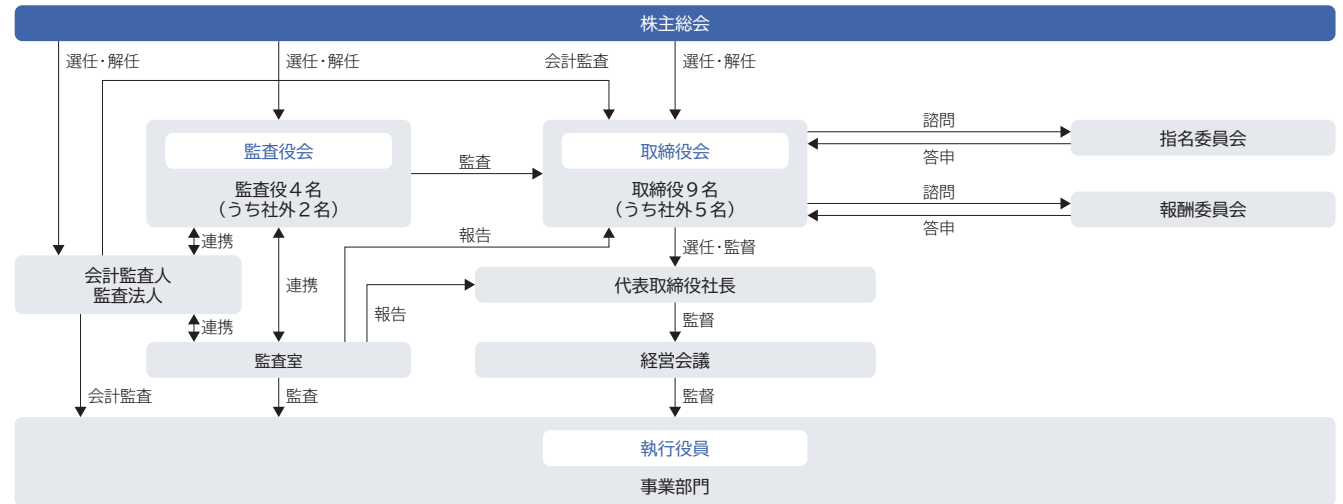 株主総会
選任・解任
選任・解任
会計監査
選任・解任
監査役会
監査役4名
（うち社外2名）
監査
取締役会
取締役9名
（うち社外5名）
諮問
答申
指名委員会
諮問
答申
報酬委員会
連携
報告
選任・監督
会計監査人
監査法人
連携
報告
代表取締役社長
連携
監督
監査室
経営会議
会計監査
監査
監督
執行役員
事業部門